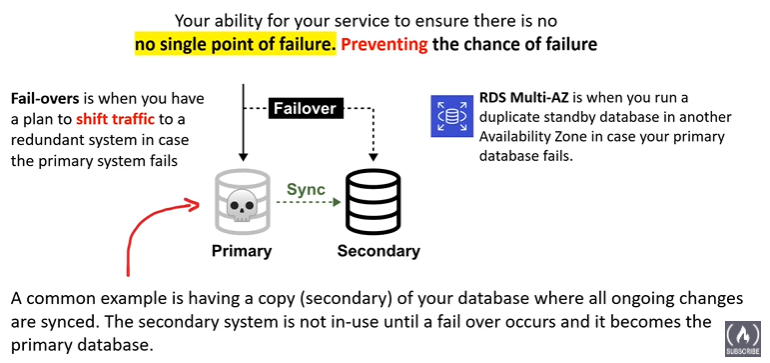 Your ability for your service to ensure there is no
no single point of failure. Preventing the chance of failure
Fail-overs is when you have
a plan to shift traffic to a
redundant system in case
the primary system fails
Failover
RDS Multi-AZ is when you run a
duplicate standby database in another
Availability Zone in case your primary
database fails.
Sync
Primary
Secondary
A common example is having a copy (secondary) of your database where all ongoing changes
are synced. The secondary system is not in-use until a fail over occurs and it becomes the
primary database.
SUBSCRIBE